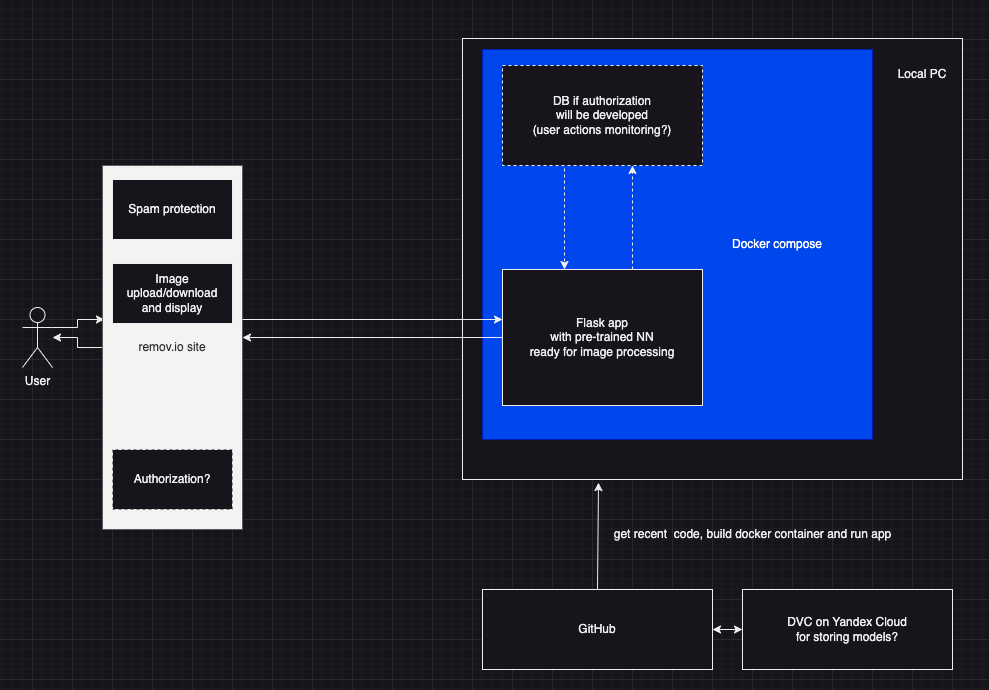 Local PC
DB if authorization
will be developed
(user actions monitoring?)
Spam protection
Docker compose
Image
upload/download
and display
Flask app
with pre-trained NN
ready for image processing
remov.io site
User
Authorization?
get recent  code, build docker container and run app
GitHub
DVC on Yandex Cloud
for storing models?